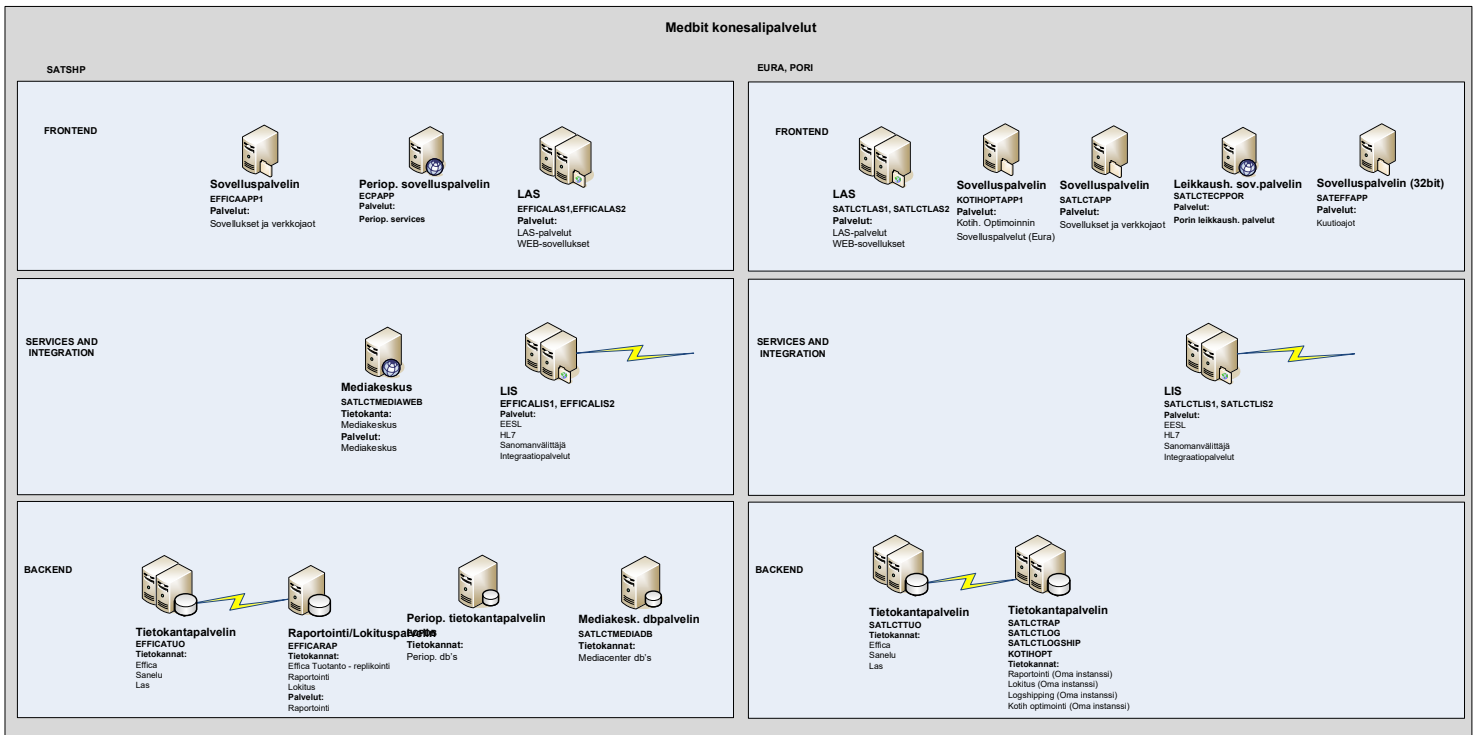 Medbit konesalipalvelut
SATSHP
FRONTEND
Sovelluspalvelin
EFFICAAPP1
Palvelut:
Sovellukset ja verkkojaot
Periop. sovelluspalvelin
ECPAPP
Palvelut:
Periop. services
LAS
EFFICALAS1,EFFICALAS2
Palvelut:
LAS-palvelut
WEB-sovellukset
SERVICES AND
INTEGRATION
Mediakeskus
SATLCTMEDIAWEB
Tietokanta:
Mediakeskus
Palvelut:
Mediakeskus
LIS
EFFICALIS1, EFFICALIS2
Palvelut:
EESL
HL7
Sanomanvälittäjä
Integraatiopalvelut
BACKEND
Tietokantapalvelin
EFFICATUO
Tietokannat:
Effica
Sanelu
Las
Raportointi/Lokituspalvelin
EFFICARAP
Tietokannat:
Effica Tuotanto - replikointi
Raportointi
Lokitus
Palvelut:
Raportointi
Periop. tietokantapalvelin
Tietokannat:
Periop. db's
Mediakesk. dbpalvelin
SATLCTMEDIADB
Tietokannat:
Mediacenter db's
EURA, PORI
FRONTEND
LAS
SATLCTLAS1, SATLCTLAS2
Palvelut:
LAS-palvelut
WEB-sovellukset
Sovelluspalvelin
KOTIHOPTAPP1
Palvelut:
Kotih. Optimoinnin
Sovelluspalvelut (Eura)
Sovelluspalvelin
SATLCTAPP
Palvelut:
Sovellukset ja verkkojaot
Leikkaush. sov.palvelin
SATLCTECPPOR
Palvelut:
Porin leikkaush. palvelut
Sovelluspalvelin (32bit)
SATEFFAPP
Palvelut:
Kuutioajot
SERVICES AND
INTEGRATION
LIS
SATLCTLIS1, SATLCTLIS2
Palvelut:
EESL
HL7
Sanomanvälittäjä
Integraatiopalvelut
BACKEND
Tietokantapalvelin
SATLCTTUO
Tietokannat:
Effica
Sanelu
Las
Tietokantapalvelin
SATLCTRAP
SATLCTLOG
SATLCTLOGSHIP
KOTIHOPT
Tietokannat:
Raportointi (Oma instanssi)
Lokitus (Oma instanssi)
Logshipping (Oma instanssi)
Kotih optimointi (Oma instanssi)